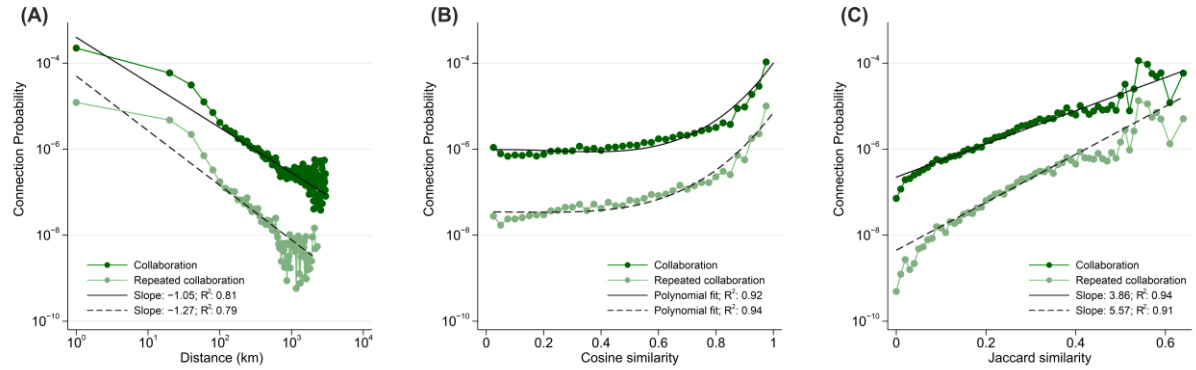 (A)
Connection Probability
10⁻⁴
10⁻⁶
10⁻⁸
10⁻¹⁰
Collaboration
Repeated collaboration
Slope: −1.05; R²: 0.81
Slope: −1.27; R²: 0.79
10⁰ 10¹ 10² 10³ 10⁴
Distance (km)
(B)
Connection Probability
10⁻⁴
10⁻⁶
10⁻⁸
10⁻¹⁰
Collaboration
Repeated collaboration
Polynomial fit; R²: 0.92
Polynomial fit; R²: 0.94
0 0.2 0.4 0.6 0.8 1
Cosine similarity
(C)
Connection Probability
10⁻⁴
10⁻⁶
10⁻⁸
10⁻¹⁰
Collaboration
Repeated collaboration
Slope: 3.86; R²: 0.94
Slope: 5.57; R²: 0.91
0 0.2 0.4 0.6
Jaccard similarity